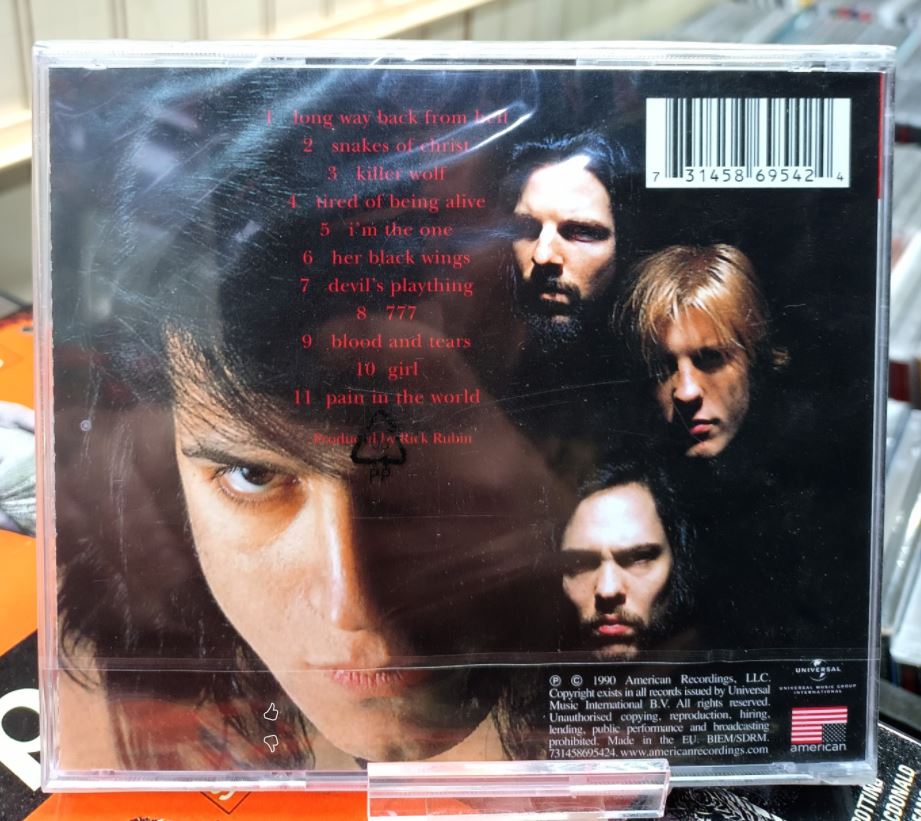 1 long way back from hell
2 snakes of christ
3 killer wolf
4 tired of being alive
5 i'm the one
6 her black wings
7 devil's plaything
8 777
9 blood and tears
10 girl
11 pain in the world
Produced by Rick Rubin
PP
7 31458 69542 4
℗ © 1990 American Recordings, LLC.
Copyright exists in all records issued by Universal
Music International B.V. All rights reserved.
Unauthorised copying, reproduction, hiring,
lending, public performance and broadcasting
prohibited. Made in the EU. BIEM/SDRM.
731458695424. www.americanrecordings.com
UNIVERSAL
UNIVERSAL MUSIC GROUP
INTERNATIONAL
american